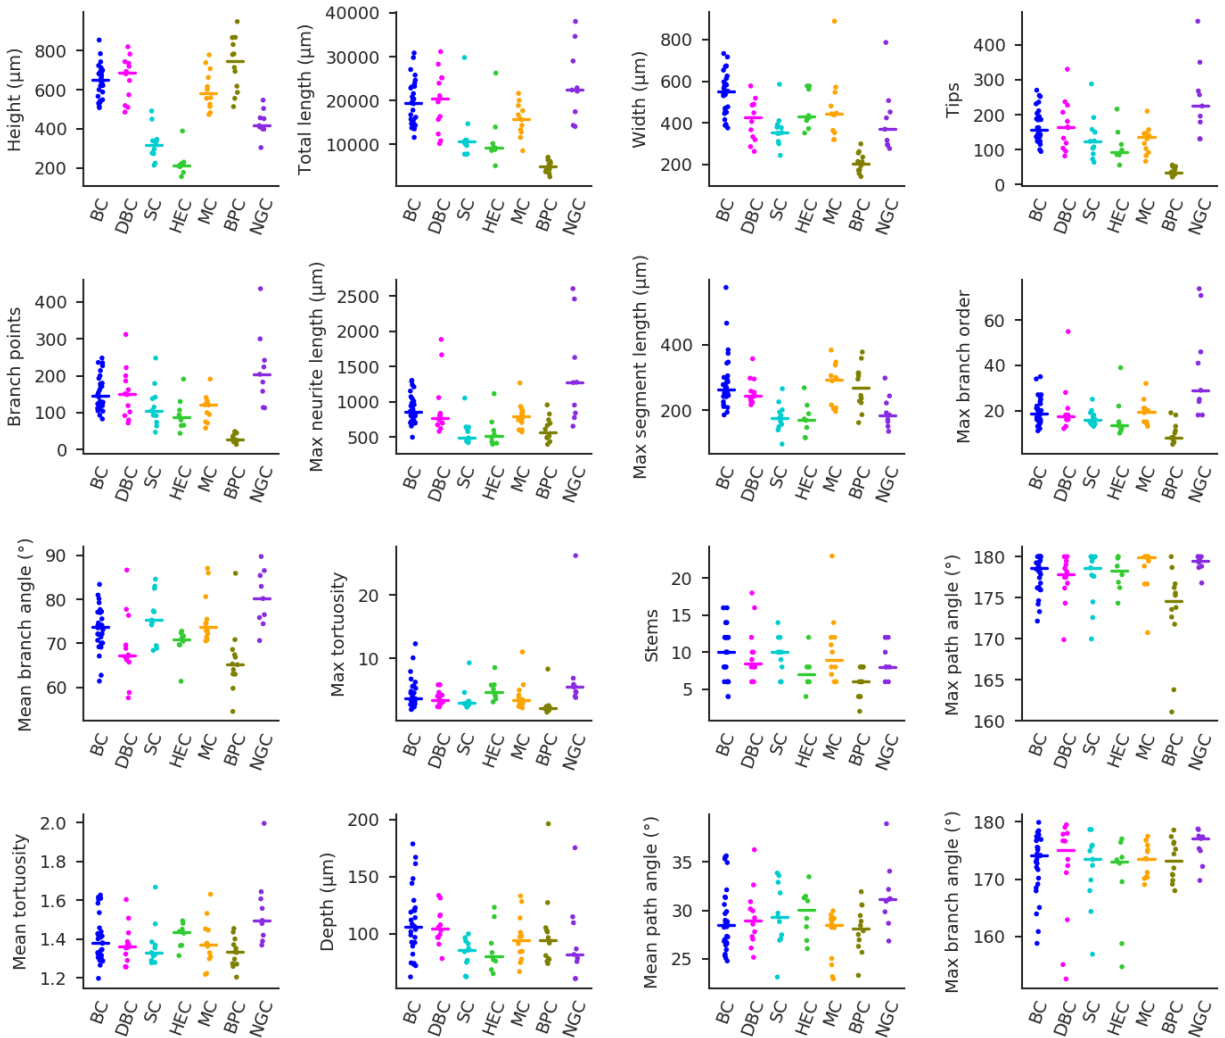 Height (μm)
800
600
400
200
BC
DBC
SC
HEC
MC
BPC
NGC
Total length (μm)
40000
30000
20000
10000
BC
DBC
SC
HEC
MC
BPC
NGC
Width (μm)
800
600
400
200
BC
DBC
SC
HEC
MC
BPC
NGC
Tips
400
300
200
100
0
BC
DBC
SC
HEC
MC
BPC
NGC
Branch points
400
300
200
100
0
BC
DBC
SC
HEC
MC
BPC
NGC
Max neurite length (μm)
2500
2000
1500
1000
500
BC
DBC
SC
HEC
MC
BPC
NGC
Max segment length (μm)
400
200
BC
DBC
SC
HEC
MC
BPC
NGC
Max branch order
60
40
20
BC
DBC
SC
HEC
MC
BPC
NGC
Mean branch angle (°)
90
80
70
60
BC
DBC
SC
HEC
MC
BPC
NGC
Max tortuosity
20
10
BC
DBC
SC
HEC
MC
BPC
NGC
Stems
20
15
10
5
BC
DBC
SC
HEC
MC
BPC
NGC
Max path angle (°)
180
175
170
165
160
BC
DBC
SC
HEC
MC
BPC
NGC
Mean tortuosity
2.0
1.8
1.6
1.4
1.2
BC
DBC
SC
HEC
MC
BPC
NGC
Depth (μm)
200
150
100
BC
DBC
SC
HEC
MC
BPC
NGC
Mean path angle (°)
35
30
25
BC
DBC
SC
HEC
MC
BPC
NGC
Max branch angle (°)
180
170
160
BC
DBC
SC
HEC
MC
BPC
NGC